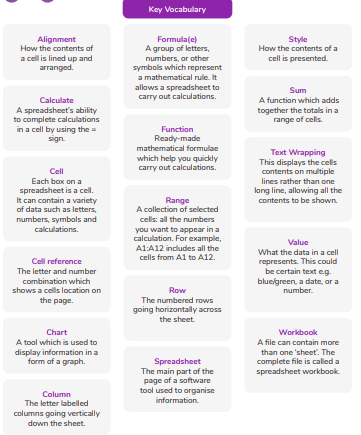 Key Vocabulary
Alignment
How the contents of
a cell is lined up and
arranged.
Calculate
A spreadsheet's ability
to complete calculations
in a cell by using the =
sign.
Cell
Each box on a
spreadsheet is a cell.
It can contain a variety
of data such as letters,
numbers, symbols and
calculations.
Cell reference
The letter and number
combination which
shows a cells location on
the page.
Chart
A tool which is used to
display information in a
form of a graph.
Column
The letter labelled
columns going vertically
down the sheet.
Formula(e)
A group of letters,
numbers, or other
symbols which represent
a mathematical rule. It
allows a spreadsheet to
carry out calculations.
Function
Ready-made
mathematical formulae
which help you quickly
carry out calculations.
Range
A collection of selected
cells: all the numbers
you want to appear in a
calculation. For example,
A1:A12 includes all the
cells from A1 to A12.
Row
The numbered rows
going horizontally across
the sheet.
Spreadsheet
The main part of the
page of a software
tool used to organise
information.
Style
How the contents of a
cell is presented.
Sum
A function which adds
together the totals in a
range of cells.
Text Wrapping
This displays the cells
contents on multiple
lines rather than one
long line, allowing all the
contents to be shown.
Value
What the data in a cell
represents. This could
be certain text e.g.
blue/green, a date, or a
number.
Workbook
A file can contain more
than one 'sheet'. The
complete file is called a
spreadsheet workbook.